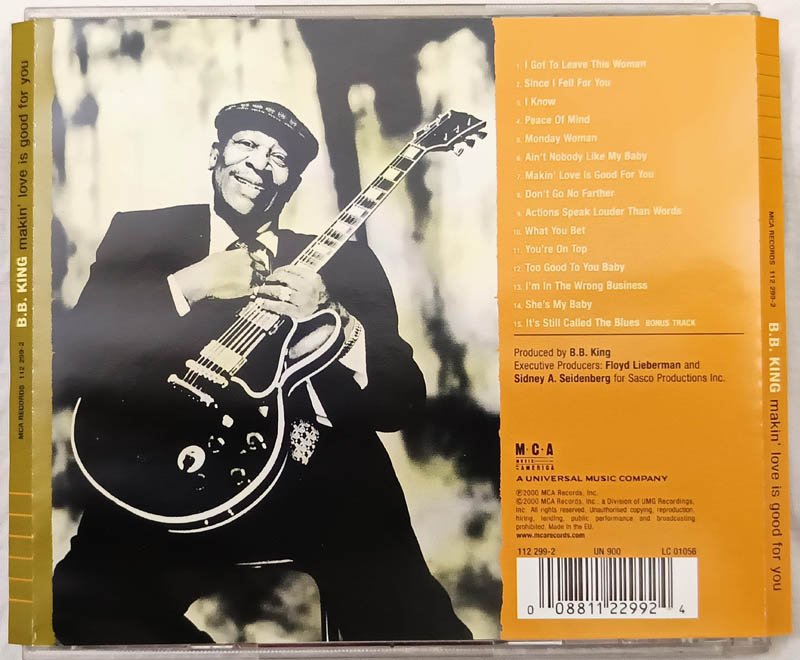 B.B. KING makin' love is good for you
MCA RECORDS 112 299-2
1. I Got To Leave This Woman
2. Since I Fell For You
3. I Know
4. Peace Of Mind
5. Monday Woman
6. Ain't Nobody Like My Baby
7. Makin' Love Is Good For You
8. Don't Go No Farther
9. Actions Speak Louder Than Words
10. What You Bet
11. You're On Top
12. Too Good To You Baby
13. I'm In The Wrong Business
14. She's My Baby
15. It's Still Called The Blues BONUS TRACK
Produced by B.B. King
Executive Producers: Floyd Lieberman and
Sidney A. Seidenberg for Sasco Productions Inc.
M·C·A
MUSIC
AMERICA
A UNIVERSAL MUSIC COMPANY
℗2000 MCA Records, Inc.
©2000 MCA Records, Inc., a Division of UMG Recordings,
Inc. All rights reserved. Unauthorised copying, reproduction,
hiring, lending, public performance and broadcasting
prohibited. Made in the EU.
www.mcarecords.com
112 299-2 UN 900 LC 01056
0 08811 22992 4
MCA RECORDS 112 299-2
B.B. KING makin' love is good for you